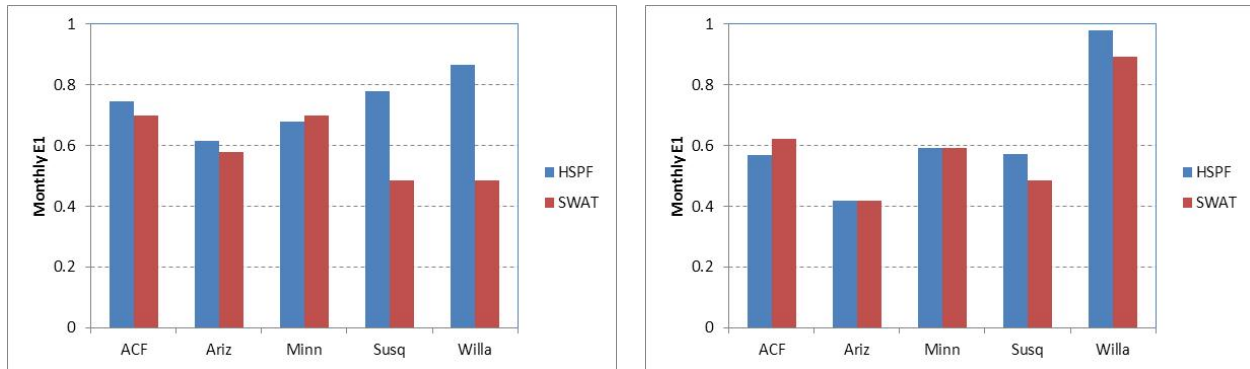 1
0.8
0.6
0.4
0.2
0
Monthly E1
ACF Ariz Minn Susq Willa
HSPF
SWAT
1
0.8
0.6
0.4
0.2
0
Monthly E1
ACF Ariz Minn Susq Willa
HSPF
SWAT